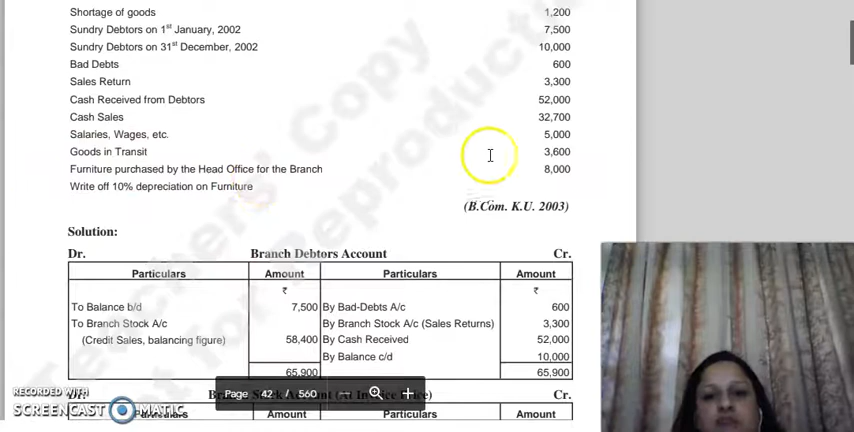 Shortage of goods 1,200
Sundry Debtors on 1st January, 2002 7,500
Sundry Debtors on 31st December, 2002 10,000
Bad Debts 600
Sales Return 3,300
Cash Received from Debtors 52,000
Cash Sales 32,700
Salaries, Wages, etc. 5,000
Goods in Transit 3,600
Furniture purchased by the Head Office for the Branch 8,000
Write off 10% depreciation on Furniture
(B.Com. K.U. 2003)
Solution:
Dr. Branch Debtors Account Cr.
Particulars Amount Particulars Amount
₹ ₹
To Balance b/d 7,500 By Bad-Debts A/c 600
To Branch Stock A/c By Branch Stock A/c (Sales Returns) 3,300
(Credit Sales, balancing figure) 58,400 By Cash Received 52,000
By Balance c/d 10,000
65,900 65,900
Page 42 / 560
Dr. Cr.
Particulars Amount Particulars Amount
RECORDED WITH
SCREENCAST MATIC
Teachers' Copy
Not for Reproduction